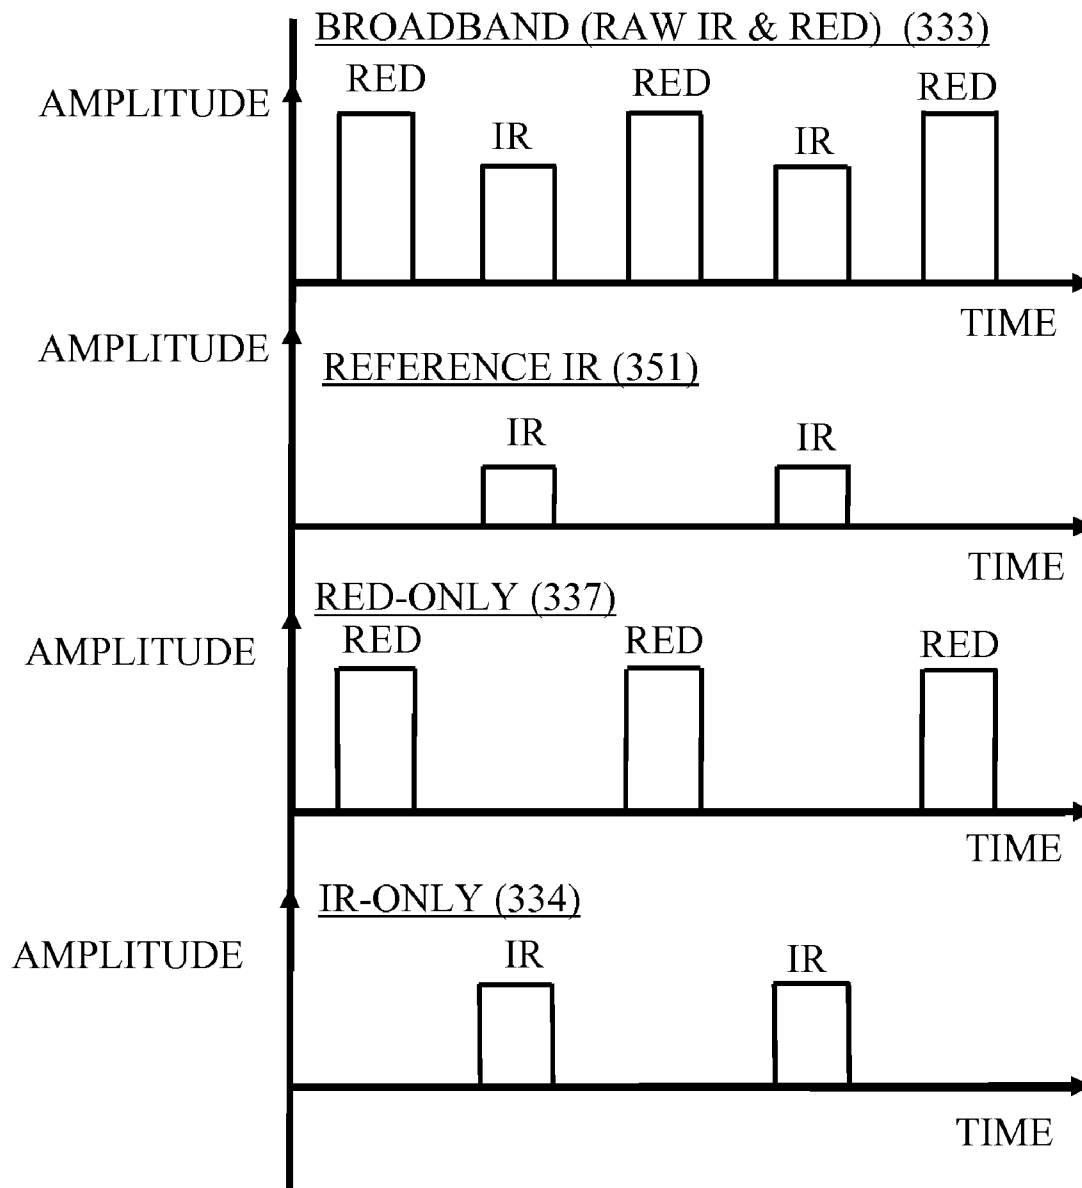 BROADBAND (RAW IR & RED) (333)
RED
RED
RED
AMPLITUDE
IR
IR
TIME
AMPLITUDE
REFERENCE IR (351)
IR
IR
TIME
RED-ONLY (337)
RED
RED
RED
AMPLITUDE
TIME
IR-ONLY (334)
AMPLITUDE
IR
IR
TIME